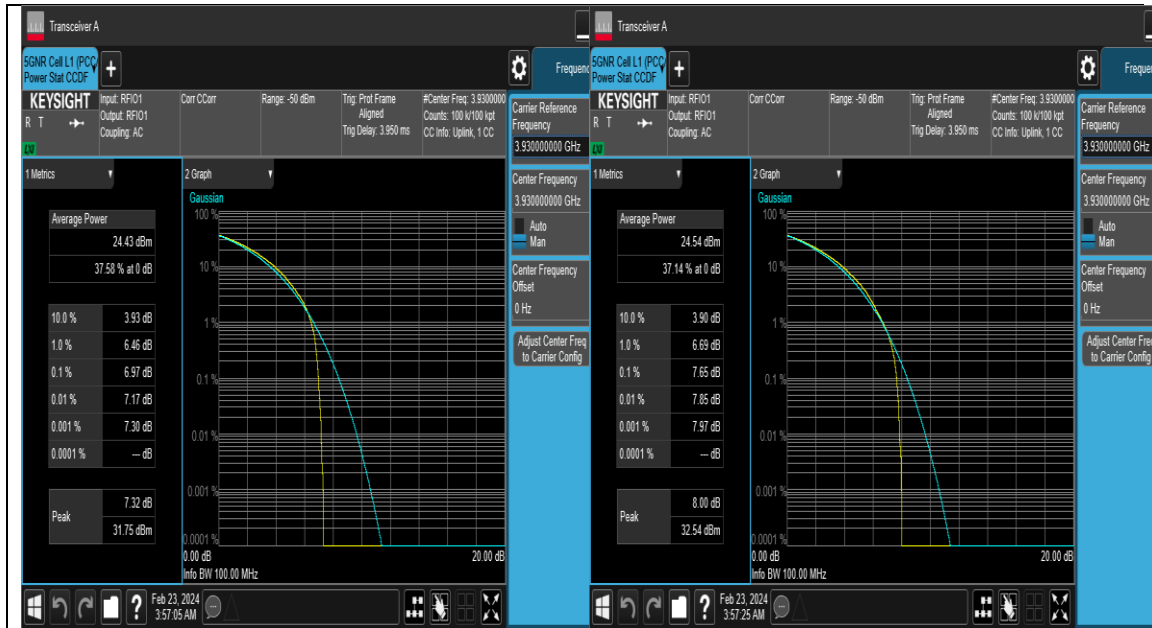 Transceiver A
5GNR Cell L1 (PCC
Power Stat CCDF
+
Frequenc
KEYSIGHT
R T
Input: RFIO1
Output: RFIO1
Coupling: AC
Corr CCorr
Range: -50 dBm
Trig: Prot Frame
Aligned
Trig Delay: 3.950 ms
#Center Freq: 3.9300000
Counts: 100 k/100 kpt
CC Info: Uplink, 1 CC
Carrier Reference
Frequency
3.930000000 GHz
Center Frequency
3.930000000 GHz
Auto
Man
Center Frequency
Offset
0 Hz
Adjust Center Freq
to Carrier Config
1 Metrics
Average Power
24.43 dBm
37.58 % at 0 dB
10.0 % 3.93 dB
1.0 % 6.46 dB
0.1 % 6.97 dB
0.01 % 7.17 dB
0.001 % 7.30 dB
0.0001 % --- dB
Peak
7.32 dB
31.75 dBm
2 Graph
Gaussian
100 %
10 %
1 %
0.1 %
0.01 %
0.001 %
0.0001 %
0.00 dB 20.00 dB
Info BW 100.00 MHz
?
Feb 23, 2024
3:57:05 AM
Transceiver A
5GNR Cell L1 (PCC
Power Stat CCDF
+
Freque
KEYSIGHT
R T
Input: RFIO1
Output: RFIO1
Coupling: AC
Corr CCorr
Range: -50 dBm
Trig: Prot Frame
Aligned
Trig Delay: 3.950 ms
#Center Freq: 3.9300000
Counts: 100 k/100 kpt
CC Info: Uplink, 1 CC
Carrier Reference
Frequency
3.930000000 GHz
Center Frequency
3.930000000 GHz
Auto
Man
Center Frequency
Offset
0 Hz
Adjust Center Fre
to Carrier Config
1 Metrics
Average Power
24.54 dBm
37.14 % at 0 dB
10.0 % 3.90 dB
1.0 % 6.69 dB
0.1 % 7.65 dB
0.01 % 7.85 dB
0.001 % 7.97 dB
0.0001 % --- dB
Peak
8.00 dB
32.54 dBm
2 Graph
Gaussian
100 %
10 %
1 %
0.1 %
0.01 %
0.001 %
0.0001 %
0.00 dB 20.00 dB
Info BW 100.00 MHz
?
Feb 23, 2024
3:57:25 AM